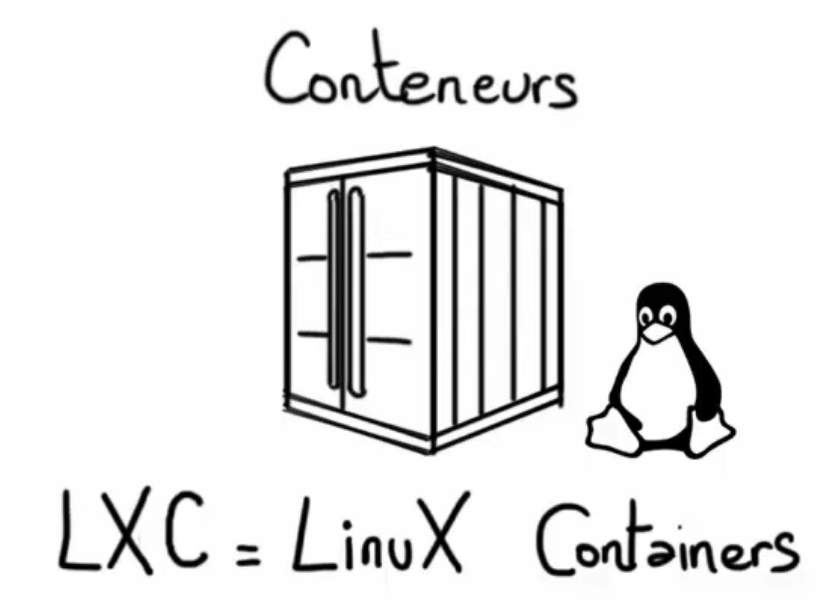 Conteneurs
LXC = LinuX Containers